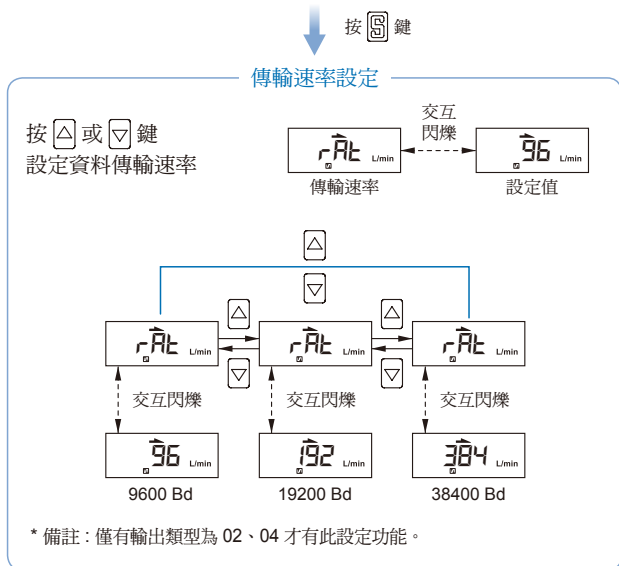 按 S 鍵
傳輸速率設定
按 △ 或 ▽ 鍵
設定資料傳輸速率
交互
閃爍
rAt L/min
96 L/min
傳輸速率
設定值
△
▽
△ △
rAt L/min rAt L/min rAt L/min
▽ ▽
交互閃爍 交互閃爍 交互閃爍
96 L/min 192 L/min 384 L/min
9600 Bd 19200 Bd 38400 Bd
* 備註：僅有輸出類型為 02、04 才有此設定功能。